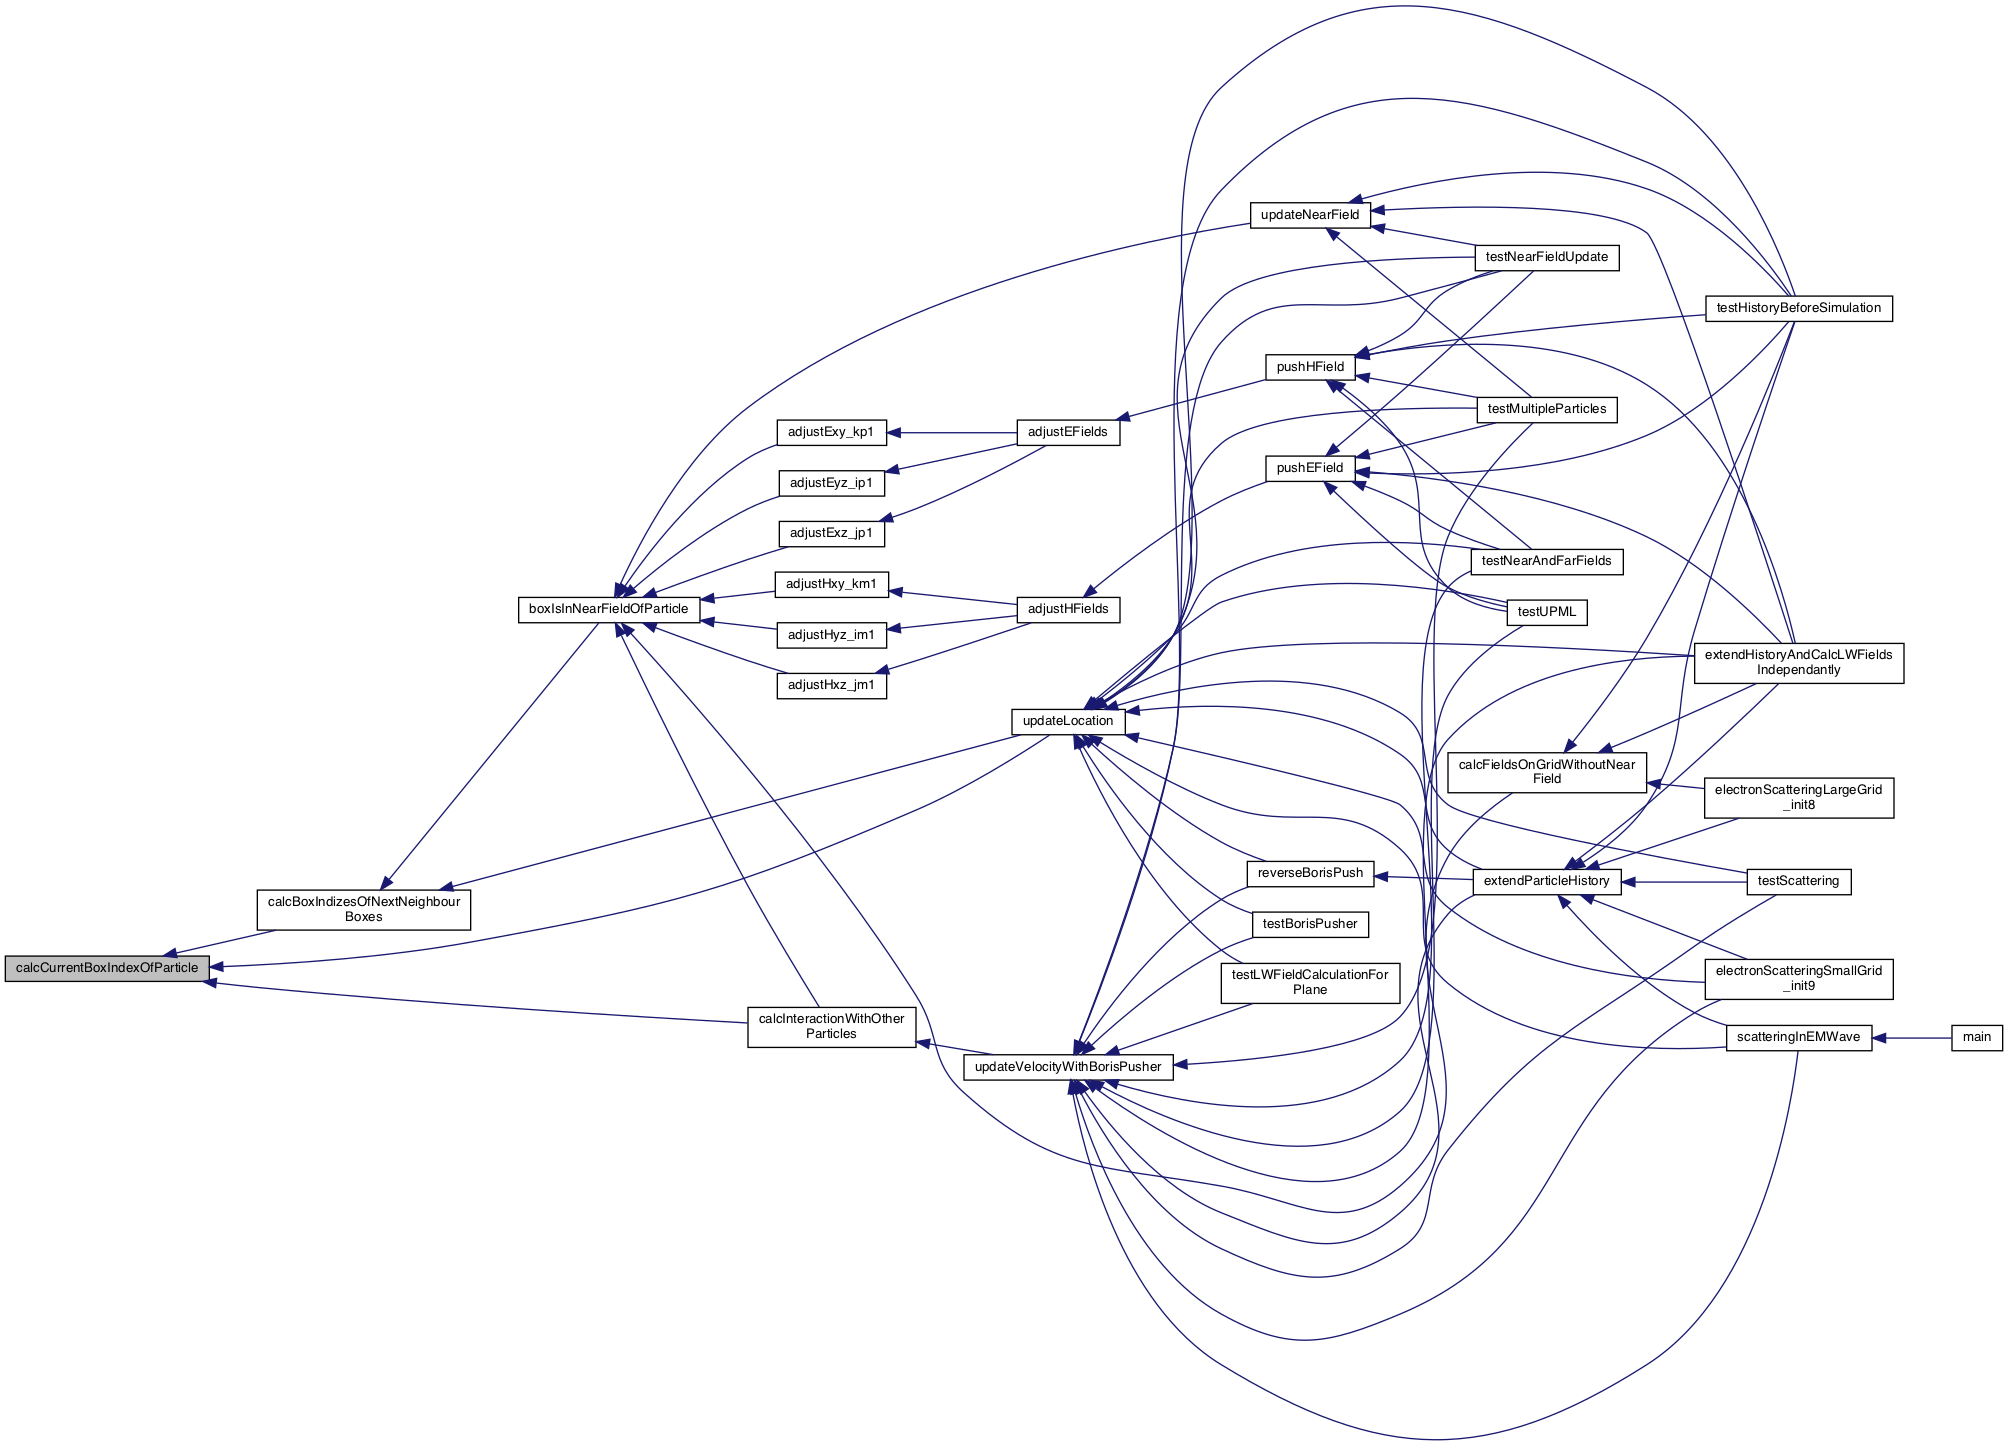 calcCurrentBoxIndexOfParticle
calcBoxIndizesOfNextNeighbour
Boxes
boxIsInNearFieldOfParticle
calcInteractionWithOther
Particles
adjustExy_kp1
adjustEyz_ip1
adjustExz_jp1
adjustHxy_km1
adjustHyz_im1
adjustHxz_jm1
adjustEFields
adjustHFields
updateLocation
updateVelocityWithBorisPusher
updateNearField
pushHField
pushEField
reverseBorisPush
testBorisPusher
testLWFieldCalculationFor
Plane
testNearFieldUpdate
testMultipleParticles
testNearAndFarFields
testUPML
calcFieldsOnGridWithoutNear
Field
extendParticleHistory
testHistoryBeforeSimulation
extendHistoryAndCalcLWFields
Independantly
electronScatteringLargeGrid
_init8
testScattering
electronScatteringSmallGrid
_init9
scatteringInEMWave
main